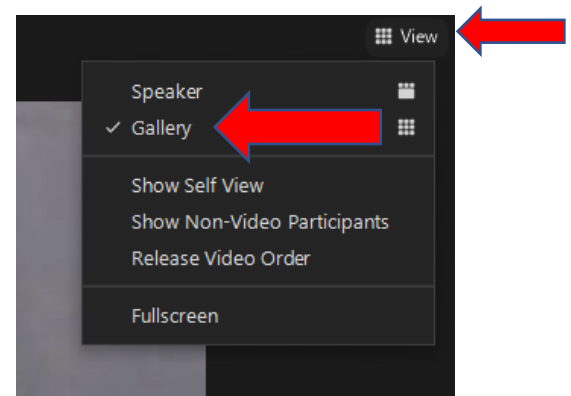 View
Speaker
Gallery
Show Self View
Show Non-Video Participants
Release Video Order
Fullscreen